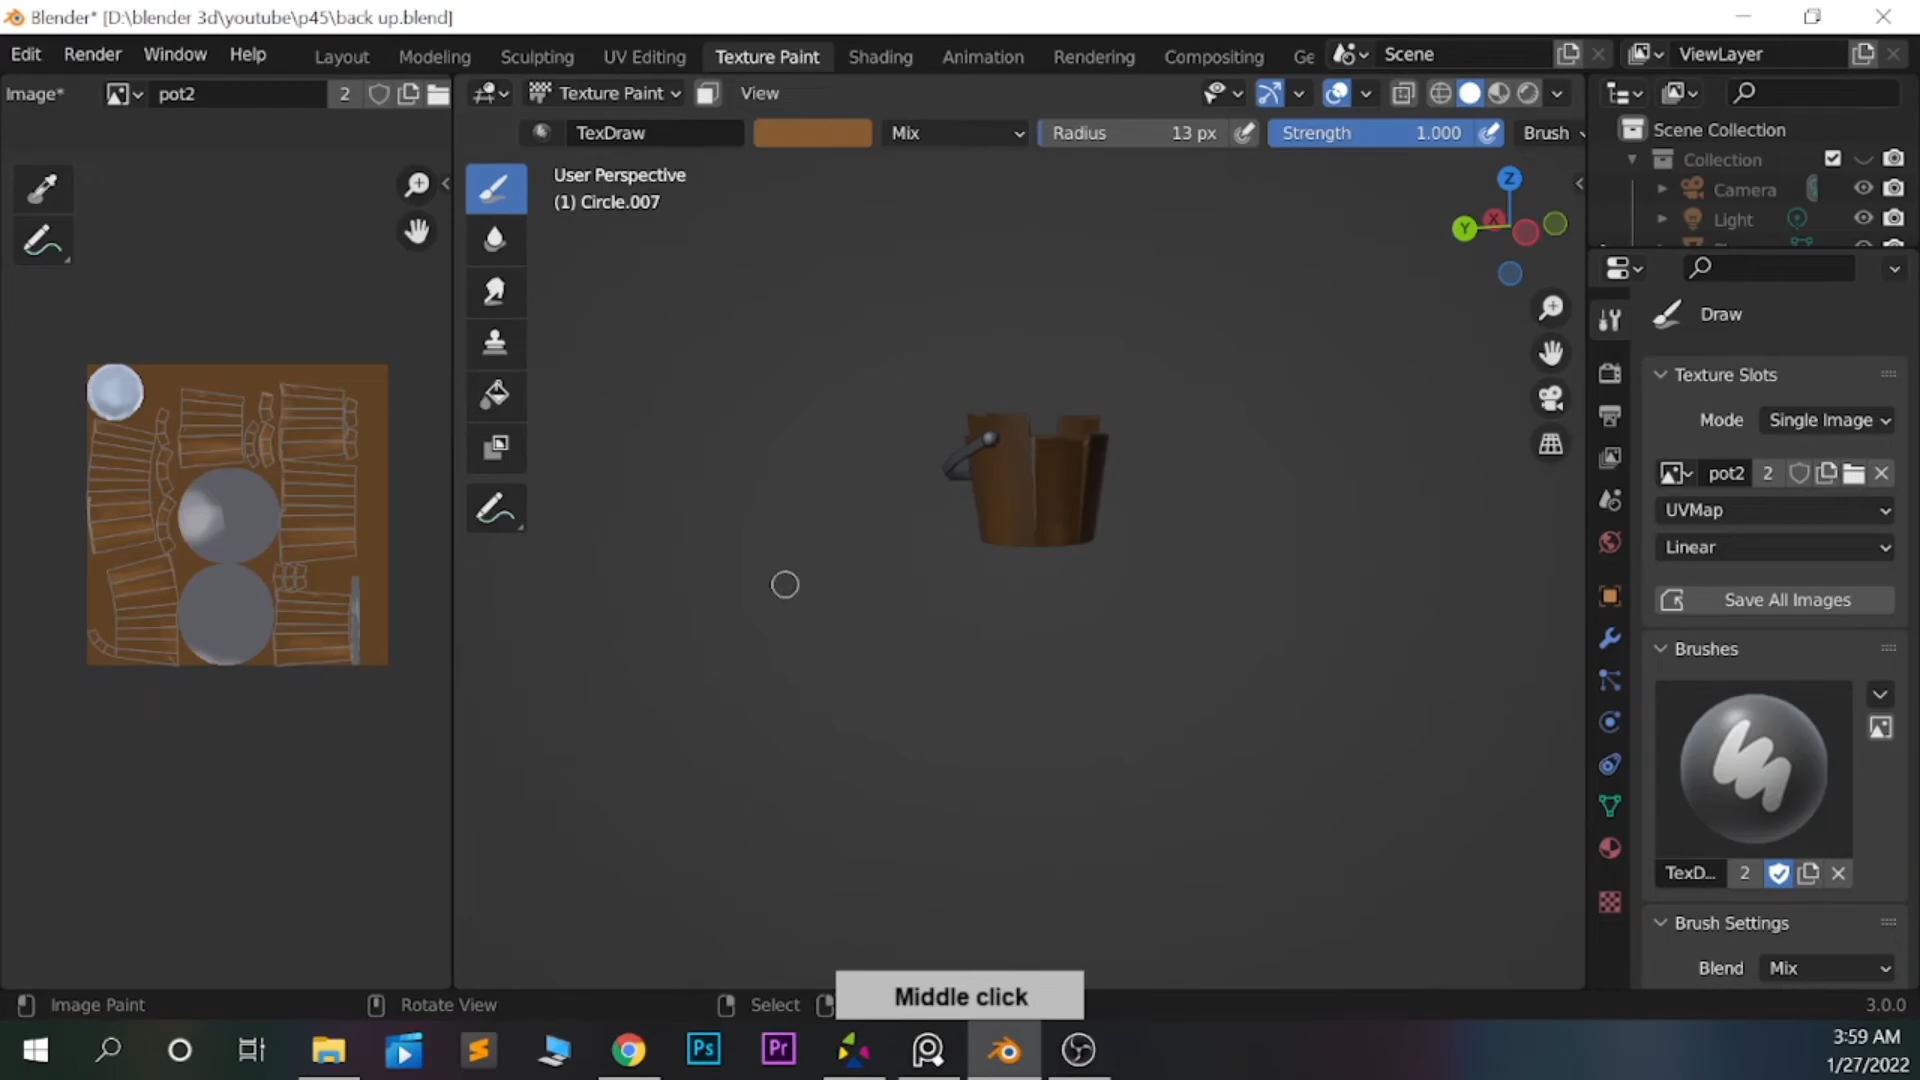 Blender* [D:\blender 3d\youtube\p45\back up.blend]
Edit Render Window Help Layout Modeling Sculpting UV Editing Texture Paint Shading Animation Rendering Compositing Ge Scene ViewLayer
Image* pot2 2 Texture Paint View
TexDraw Mix Radius 13 px Strength 1.000 Brush
Scene Collection
Collection
Camera
Light
User Perspective
(1) Circle.007
Z
Y
X
Draw
Texture Slots
Mode Single Image
pot2 2
UVMap
Linear
Save All Images
Brushes
TexD... 2
Brush Settings
Blend Mix
Image Paint Rotate View Select
Middle click
3.0.0
Ps
Pr
3:59 AM
1/27/2022